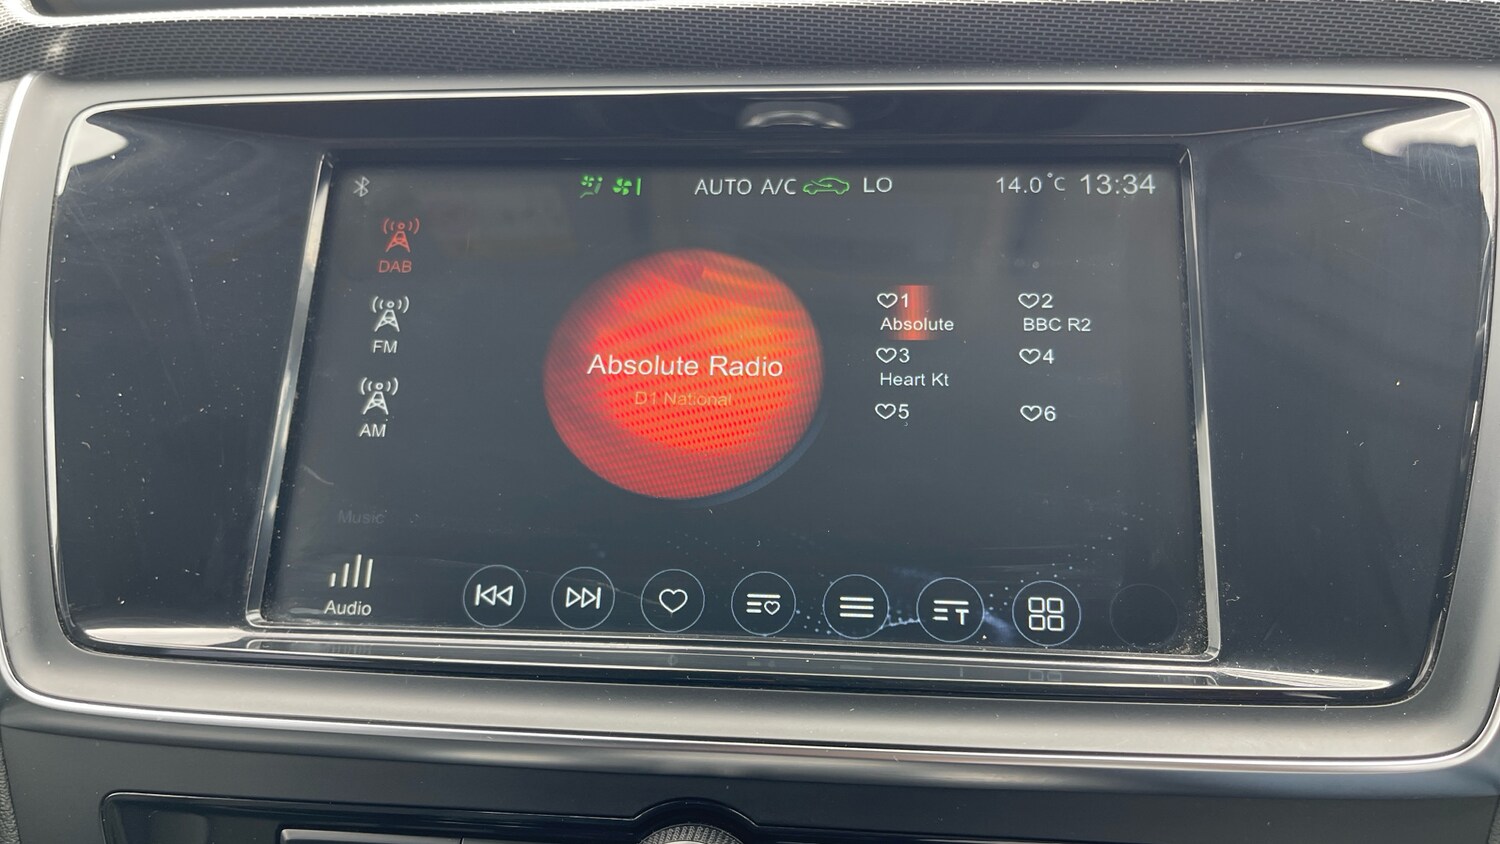 AUTO A/C LO 14.0°C 13:34
DAB
FM
AM
Music
Audio
Absolute Radio
D1 National
1
Absolute
2
BBC R2
3
Heart Kt
4
5
6
T